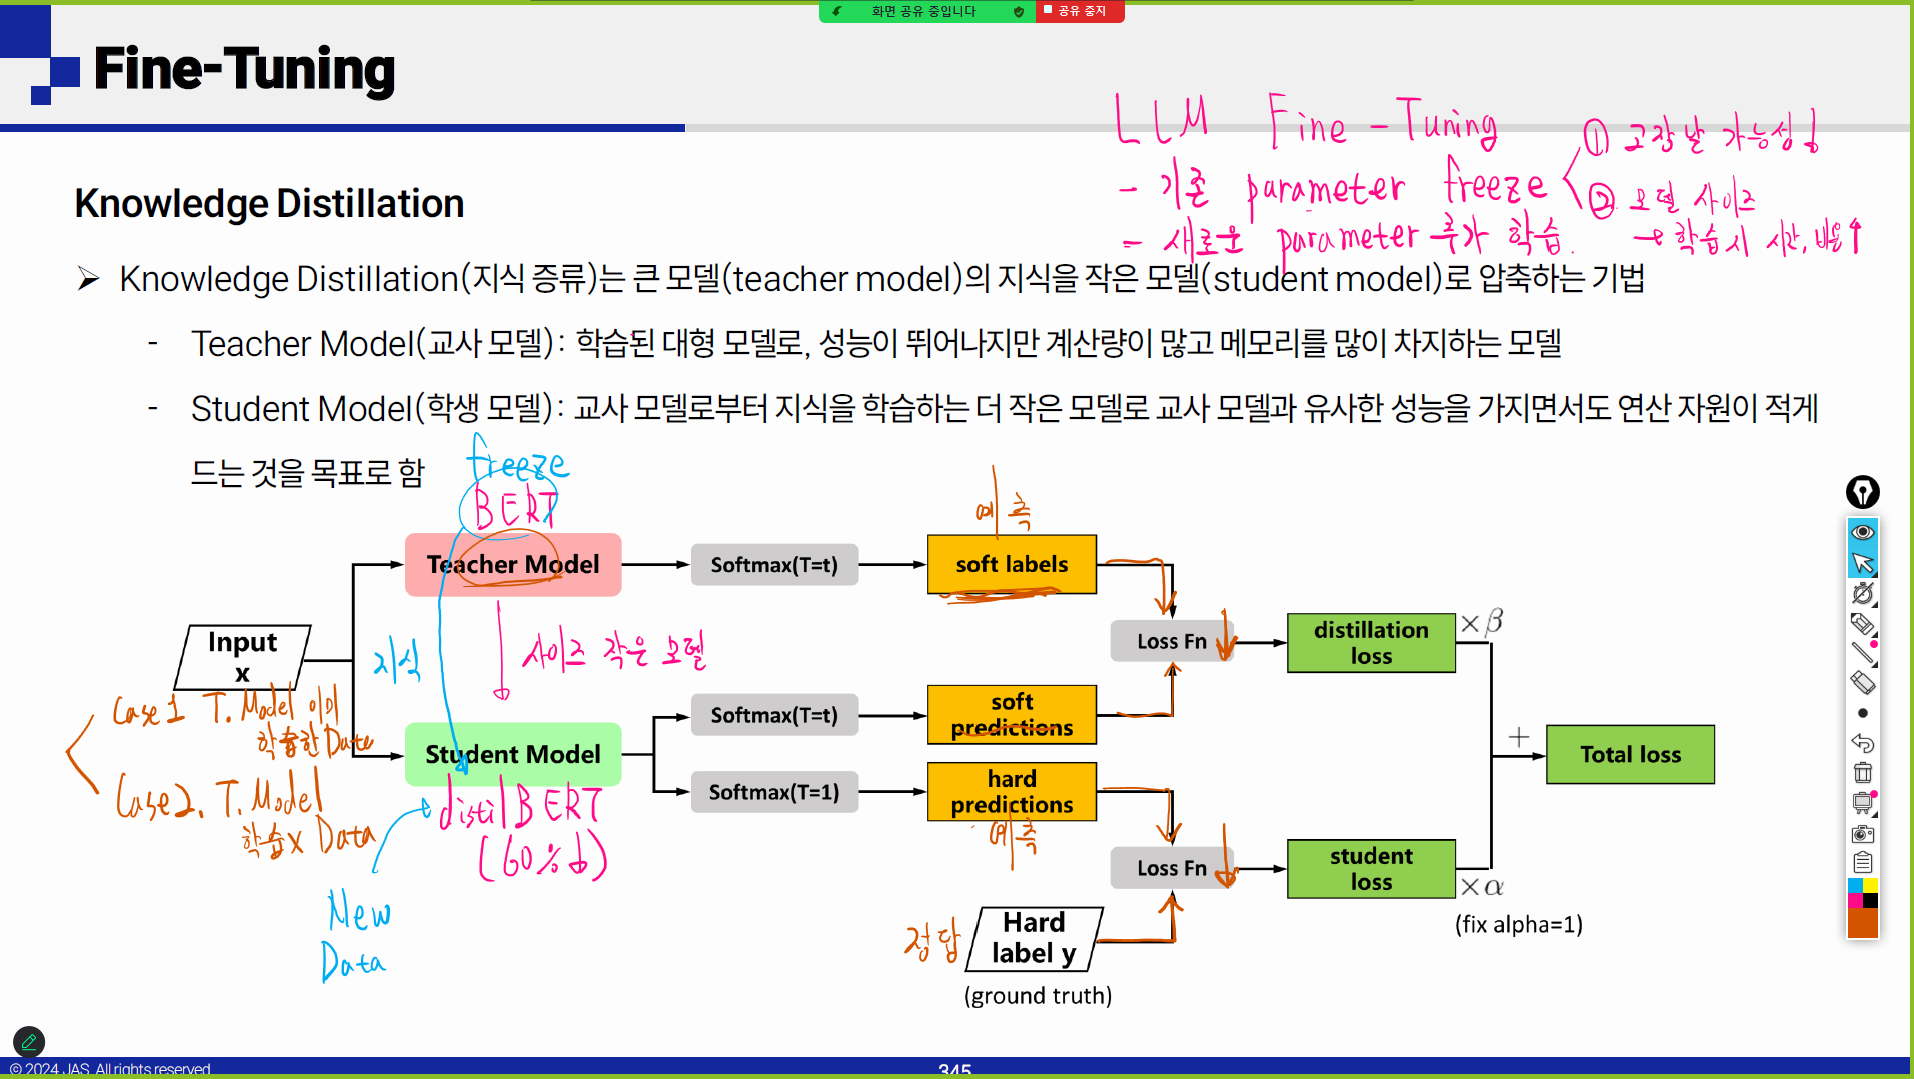 화면 공유 중입니다
공유 중지
Fine-Tuning
LLM Fine-Tuning
- 기존 parameter freeze
① 고장날 가능성↓
② 모델 사이즈
→ 학습시 시간, 비용↑
- 새로운 parameter 추가 학습.
Knowledge Distillation
➢ Knowledge Distillation(지식 증류)는 큰 모델(teacher model)의 지식을 작은 모델(student model)로 압축하는 기법
- Teacher Model(교사 모델): 학습된 대형 모델로, 성능이 뛰어나지만 계산량이 많고 메모리를 많이 차지하는 모델
- Student Model(학생 모델): 교사 모델로부터 지식을 학습하는 더 작은 모델로 교사 모델과 유사한 성능을 가지면서도 연산 자원이 적게
드는 것을 목표로 함
freeze
BERT
예측
Teacher Model
Softmax(T=t)
soft labels
Input
x
지식
사이즈 작은 모델
Loss Fn
distillation
loss
×β
Case1 T. Model 이미
학습한 Data
Student Model
Softmax(T=t)
soft
predictions
+
Total loss
Case2. T. Model
학습x Data
distilBERT
(60%↓)
Softmax(T=1)
hard
predictions
예측
Loss Fn
student
loss
×α
(fix alpha=1)
New
Data
정답
Hard
label y
(ground truth)
© 2024 JAS. All rights reserved
345